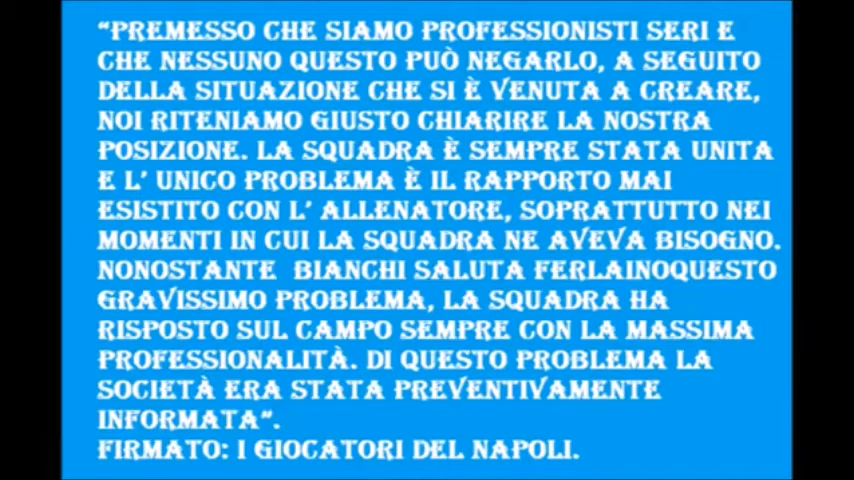 “PREMESSO CHE SIAMO PROFESSIONISTI SERI E
CHE NESSUNO QUESTO PUÒ NEGARLO, A SEGUITO
DELLA SITUAZIONE CHE SI È VENUTA A CREARE,
NOI RITENIAMO GIUSTO CHIARIRE LA NOSTRA
POSIZIONE. LA SQUADRA È SEMPRE STATA UNITA
E L’ UNICO PROBLEMA È IL RAPPORTO MAI
ESISTITO CON L’ ALLENATORE, SOPRATTUTTO NEI
MOMENTI IN CUI LA SQUADRA NE AVEVA BISOGNO.
NONOSTANTE  BIANCHI SALUTA FERLAINOQUESTO
GRAVISSIMO PROBLEMA, LA SQUADRA HA
RISPOSTO SUL CAMPO SEMPRE CON LA MASSIMA
PROFESSIONALITÀ. DI QUESTO PROBLEMA LA
SOCIETÀ ERA STATA PREVENTIVAMENTE
INFORMATA”.
FIRMATO: I GIOCATORI DEL NAPOLI.